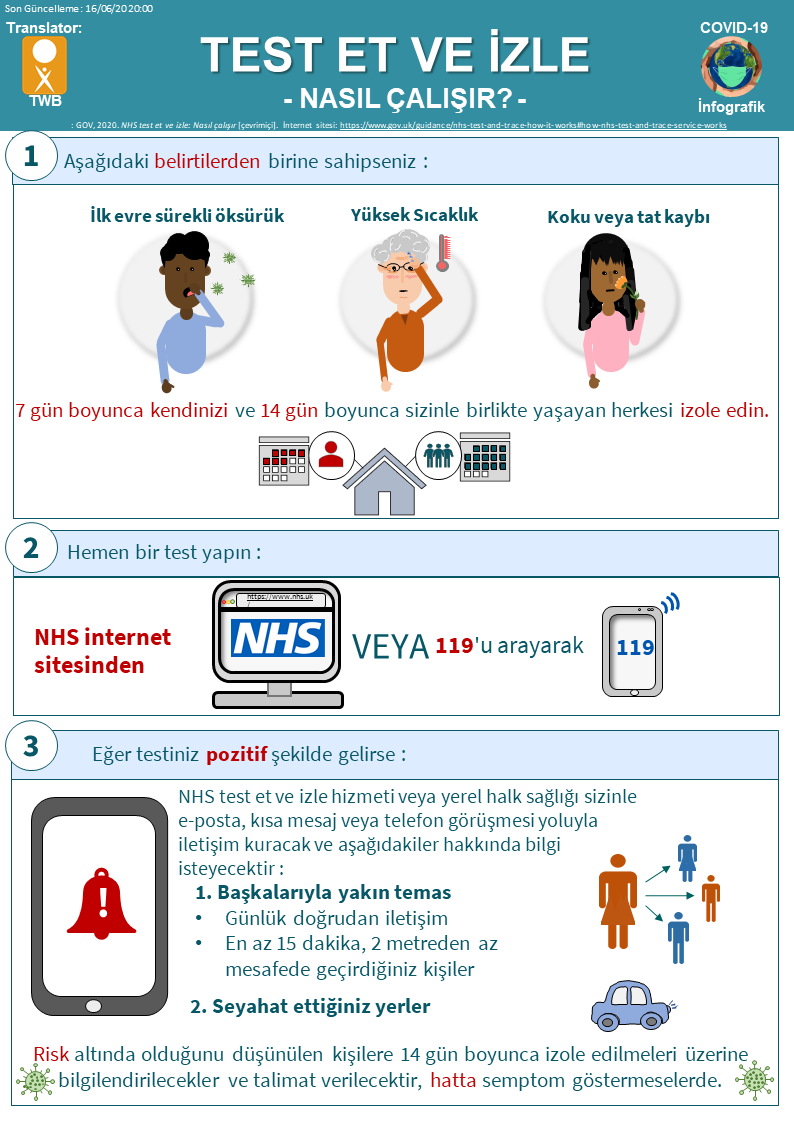 Son Güncelleme: 16/06/2020:00
Translator:
TWB
TEST ET VE İZLE
- NASIL ÇALIŞIR? -
COVID-19
İnfografik
: GOV, 2020. NHS test et ve izle: Nasıl çalışır [çevrimiçi]. İnternet sitesi: https://www.gov.uk/guidance/nhs-test-and-trace-how-it-works#how-nhs-test-and-trace-service-works
1
Aşağıdaki belirtilerden birine sahipseniz :
İlk evre sürekli öksürük
Yüksek Sıcaklık
Koku veya tat kaybı
7 gün boyunca kendinizi ve 14 gün boyunca sizinle birlikte yaşayan herkesi izole edin.
2
Hemen bir test yapın :
NHS internet
sitesinden
https://www.nhs.uk
/
NHS
VEYA 119'u arayarak
119
3
Eğer testiniz pozitif şekilde gelirse :
!
NHS test et ve izle hizmeti veya yerel halk sağlığı sizinle
e-posta, kısa mesaj veya telefon görüşmesi yoluyla
iletişim kuracak ve aşağıdakiler hakkında bilgi
isteyecektir :
1. Başkalarıyla yakın temas
• Günlük doğrudan iletişim
• En az 15 dakika, 2 metreden az
mesafede geçirdiğiniz kişiler
2. Seyahat ettiğiniz yerler
Risk altında olduğunu düşünülen kişilere 14 gün boyunca izole edilmeleri üzerine
bilgilendirilecekler ve talimat verilecektir, hatta semptom göstermeselerde.